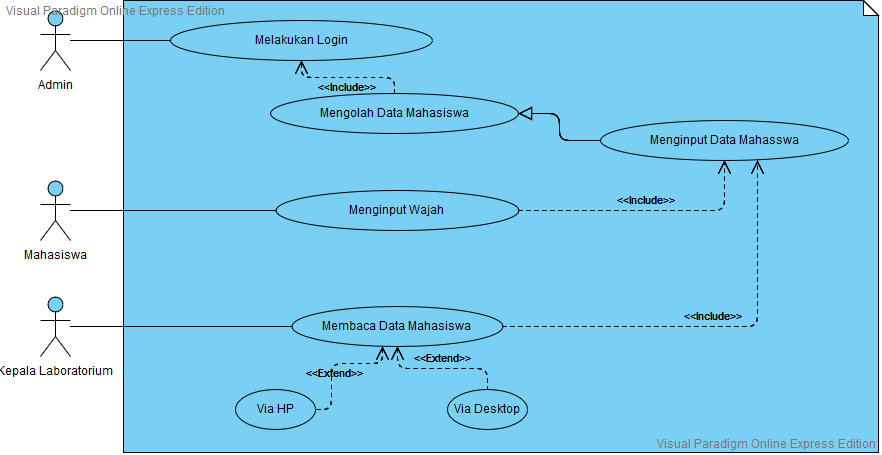 Visual Paradigm Online Express Edition
Admin
Melakukan Login
<<Include>>
Mengolah Data Mahasiswa
Menginput Data Mahasswa
Mahasiswa
Menginput Wajah
<<Include>>
Kepala Laboratorium
Membaca Data Mahasiswa
<<Include>>
<<Extend>>
<<Extend>>
Via HP
Via Desktop
Visual Paradigm Online Express Edition